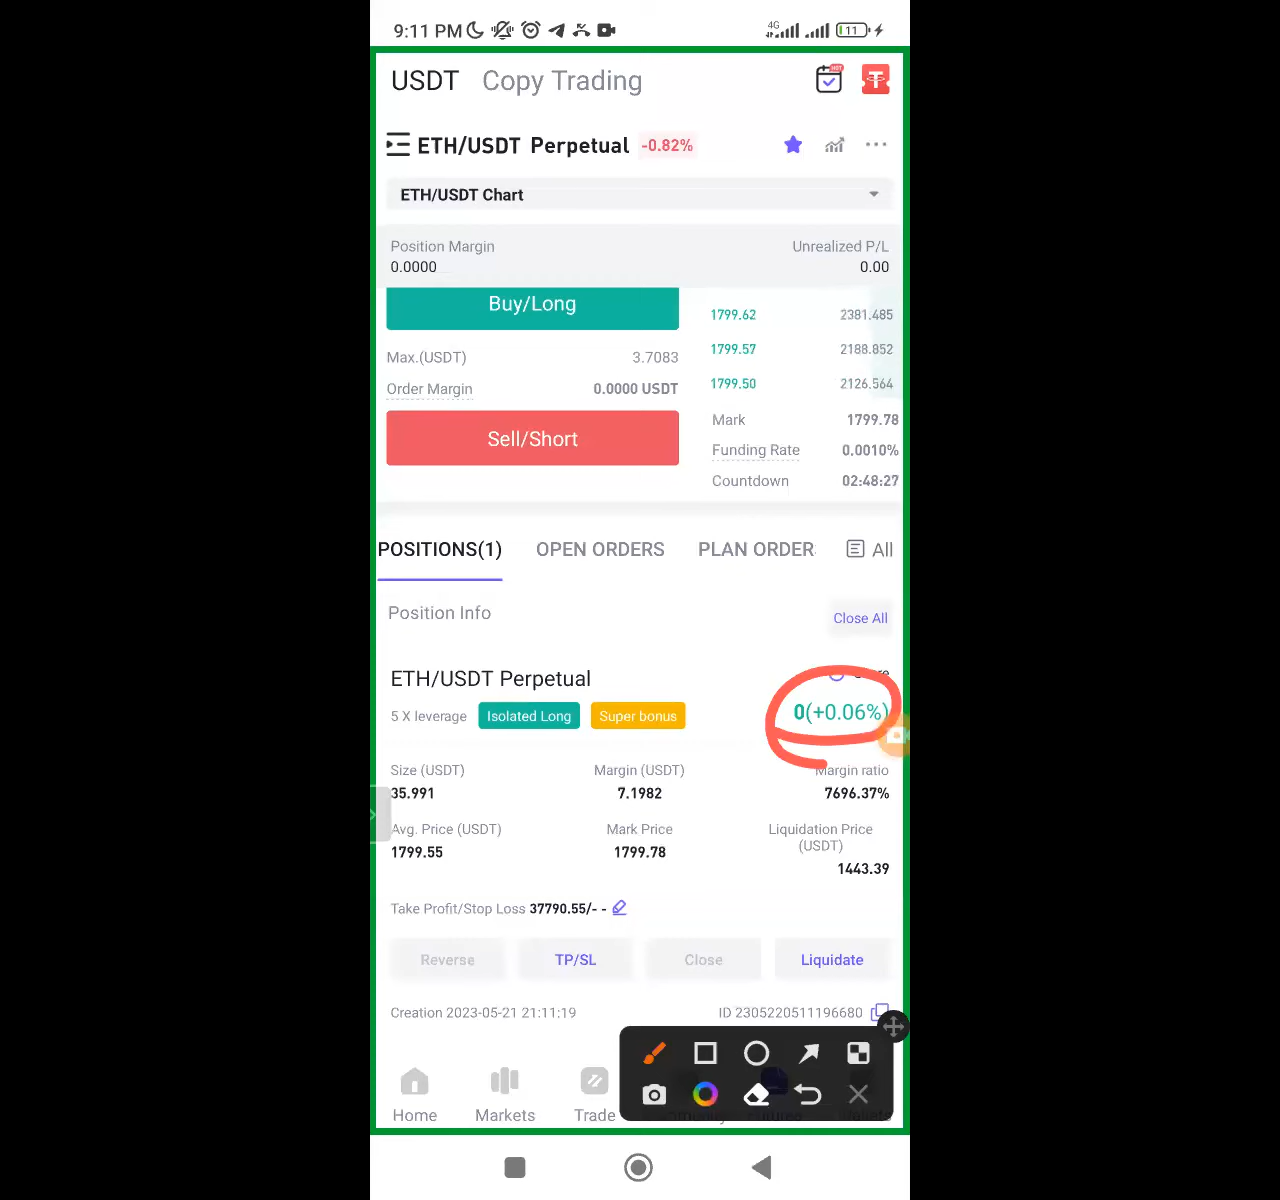 9:11 PM 4G 11
USDT Copy Trading HOT
ETH/USDT Perpetual -0.82%
ETH/USDT Chart
Position Margin Unrealized P/L
0.0000 0.00
Buy/Long
1799.62 2381.485
1799.57 2188.852
1799.50 2126.564
Max.(USDT) 3.7083
Order Margin 0.0000 USDT
Sell/Short
Mark 1799.78
Funding Rate 0.0010%
Countdown 02:48:27
POSITIONS(1) OPEN ORDERS PLAN ORDER All
Position Info Close All
ETH/USDT Perpetual
5 X leverage Isolated Long Super bonus 0(+0.06%)
Size (USDT) Margin (USDT) Margin ratio
35.991 7.1982 7696.37%
Avg. Price (USDT) Mark Price Liquidation Price (USDT)
1799.55 1799.78 1443.39
Take Profit/Stop Loss 37790.55/- -
Reverse TP/SL Close Liquidate
Creation 2023-05-21 21:11:19 ID 2305220511196680
Home Markets Trade